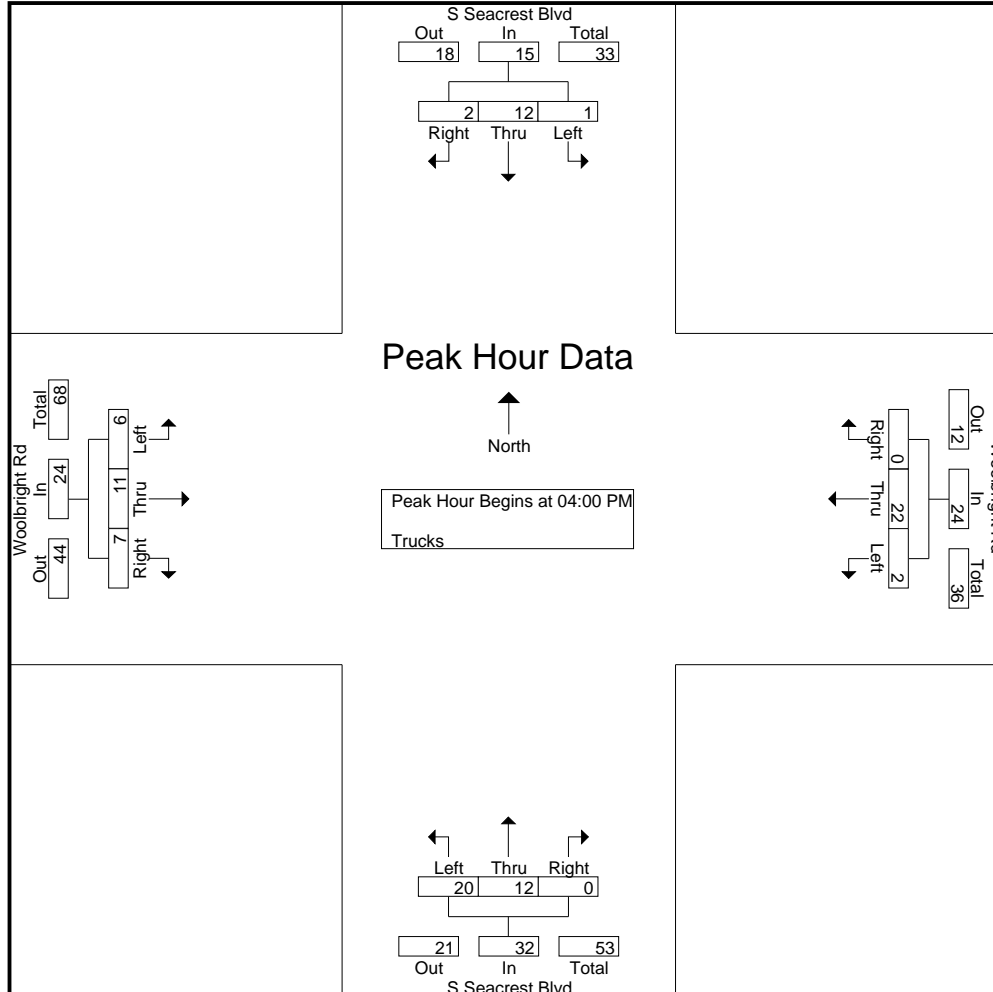 S Seacrest Blvd
Out In Total
18 15 33
2 12 1
Right Thru Left
Peak Hour Data
North
Peak Hour Begins at 04:00 PM
Trucks
Woolbright Rd
Out In Total
44 24 68
6 11 7
Left Thru Right
Out In Total
12 24 36
Right Thru Left
0 22 2
Left Thru Right
20 12 0
21 32 53
Out In Total
S Seacrest Blvd